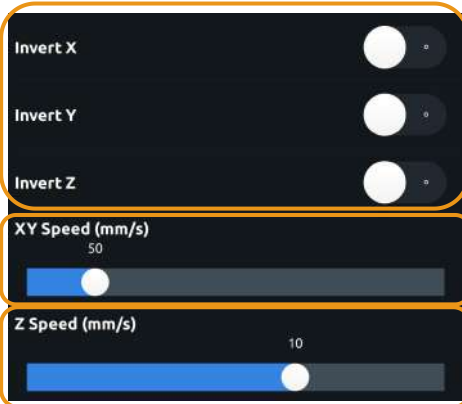 Invert X
Invert Y
Invert Z
XY Speed (mm/s)
50
Z Speed (mm/s)
10